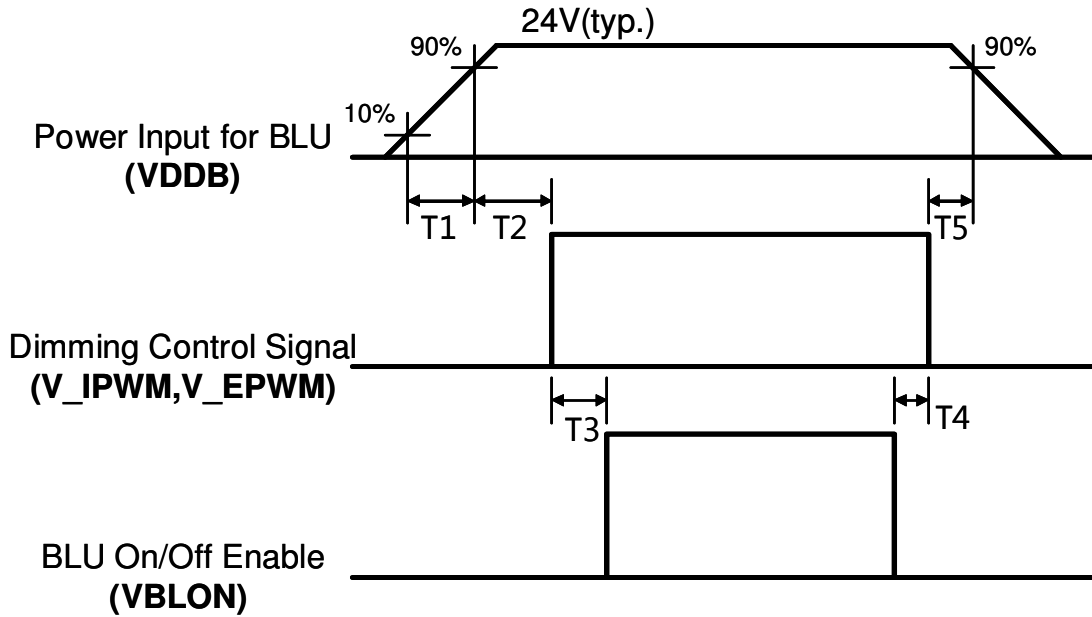 24V(typ.)
90%
90%
10%
Power Input for BLU
(VDDB)
T1
T2
T5
Dimming Control Signal
(V_IPWM,V_EPWM)
T3
T4
BLU On/Off Enable
(VBLON)